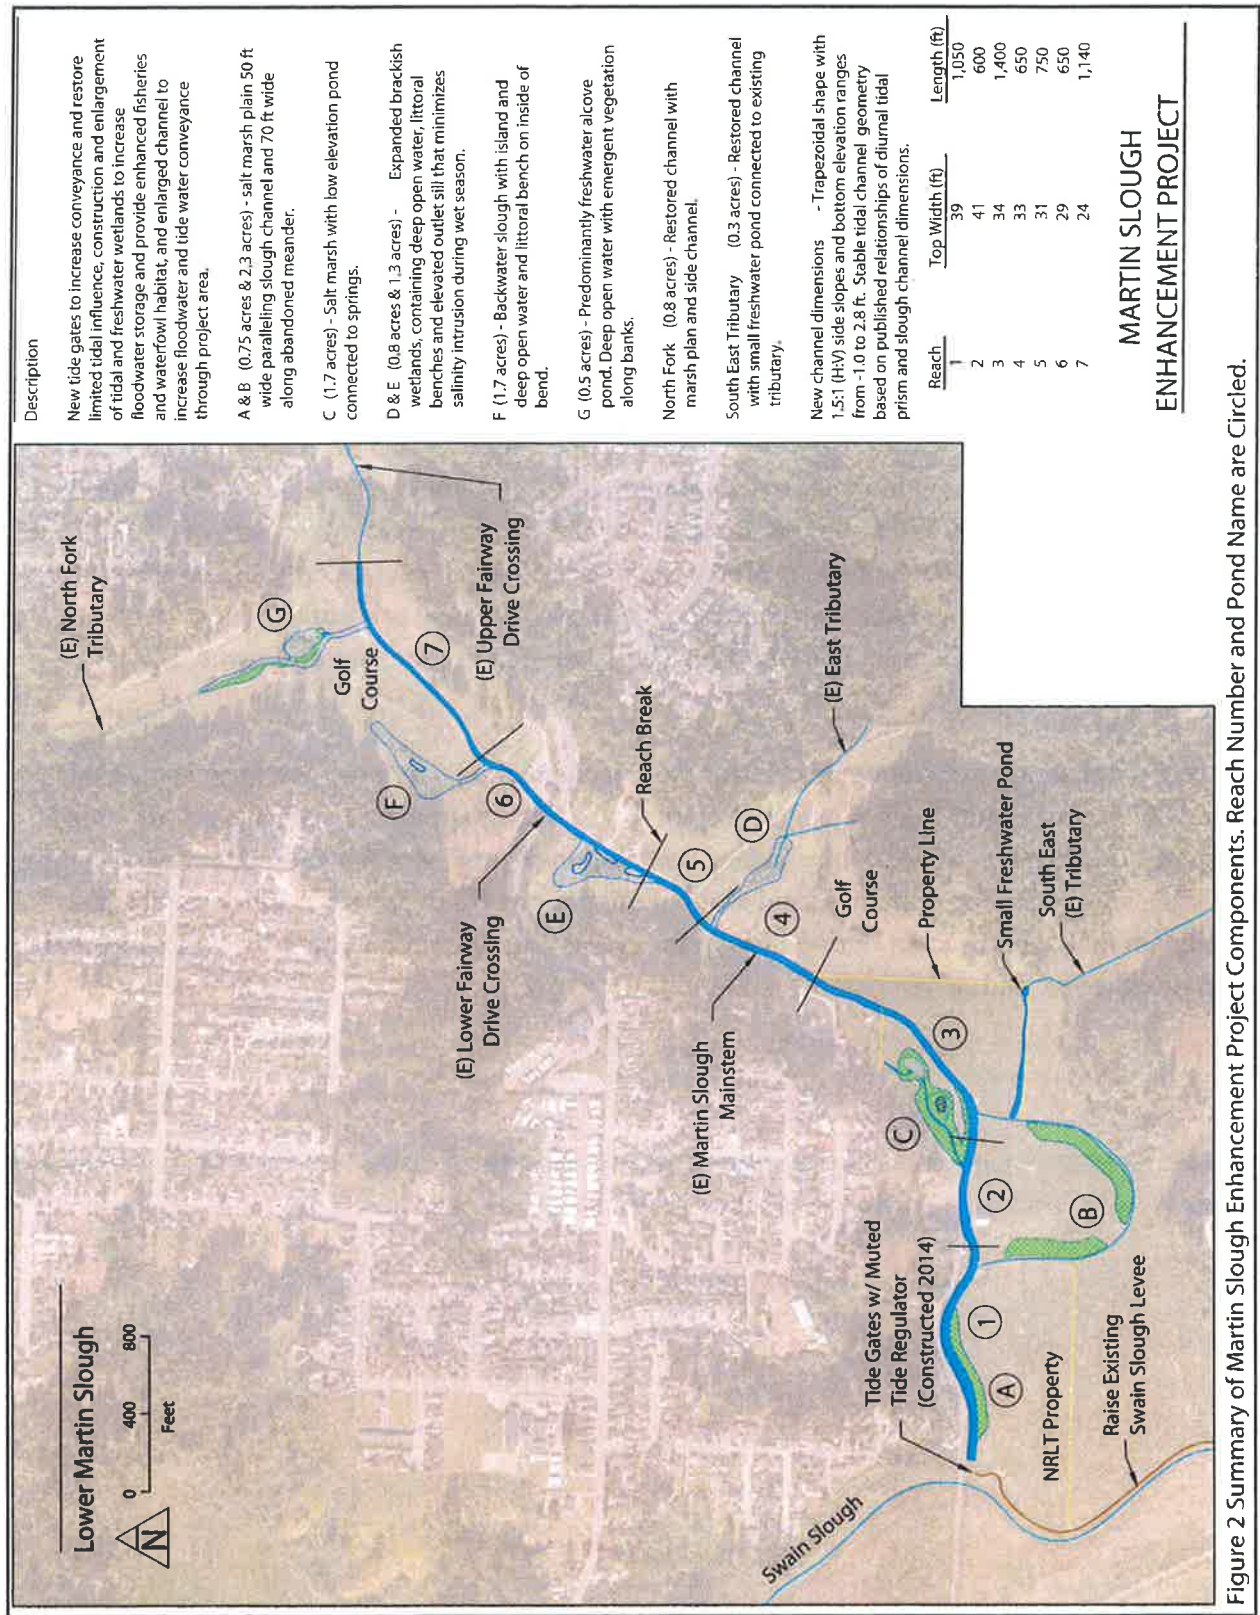 Lower Martin Slough
0 400 800
Feet
N
(E) North Fork
Tributary
G
Golf
Course
7
F
(E) Upper Fairway
Drive Crossing
6
(E) Lower Fairway
Drive Crossing
E
Reach Break
5
D
(E) East Tributary
4
Golf
Course
(E) Martin Slough
Mainstem
Property Line
3
Small Freshwater Pond
South East
(E) Tributary
C
2
B
Tide Gates w/ Muted
Tide Regulator
(Constructed 2014)
1
A
NRLT Property
Raise Existing
Swain Slough Levee
Swain Slough
Description
New tide gates to increase conveyance and restore
limited tidal influence, construction and enlargement
of tidal and freshwater wetlands to increase
floodwater storage and provide enhanced fisheries
and waterfowl habitat, and enlarged channel to
increase floodwater and tide water conveyance
through project area.
A & B (0.75 acres & 2.3 acres) - salt marsh plain 50 ft
wide paralleling slough channel and 70 ft wide
along abandoned meander.
C (1.7 acres) - Salt marsh with low elevation pond
connected to springs.
D & E (0.8 acres & 1.3 acres) - Expanded brackish
wetlands, containing deep open water, littoral
benches and elevated outlet sill that minimizes
salinity intrusion during wet season.
F (1.7 acres) - Backwater slough with island and
deep open water and littoral bench on inside of
bend.
G (0.5 acres) - Predominantly freshwater alcove
pond. Deep open water with emergent vegetation
along banks.
North Fork (0.8 acres) - Restored channel with
marsh plan and side channel.
South East Tributary (0.3 acres) - Restored channel
with small freshwater pond connected to existing
tributary.
New channel dimensions - Trapezoidal shape with
1.5:1 (H:V) side slopes and bottom elevation ranges
from -1.0 to 2.8 ft. Stable tidal channel geometry
based on published relationships of diurnal tidal
prism and slough channel dimensions.
Reach Top Width (ft) Length (ft)
1 39 1,050
2 41 600
3 34 1,400
4 33 650
5 31 750
6 29 650
7 24 1,140
MARTIN SLOUGH
ENHANCEMENT PROJECT
Figure 2 Summary of Martin Slough Enhancement Project Components. Reach Number and Pond Name are Circled.